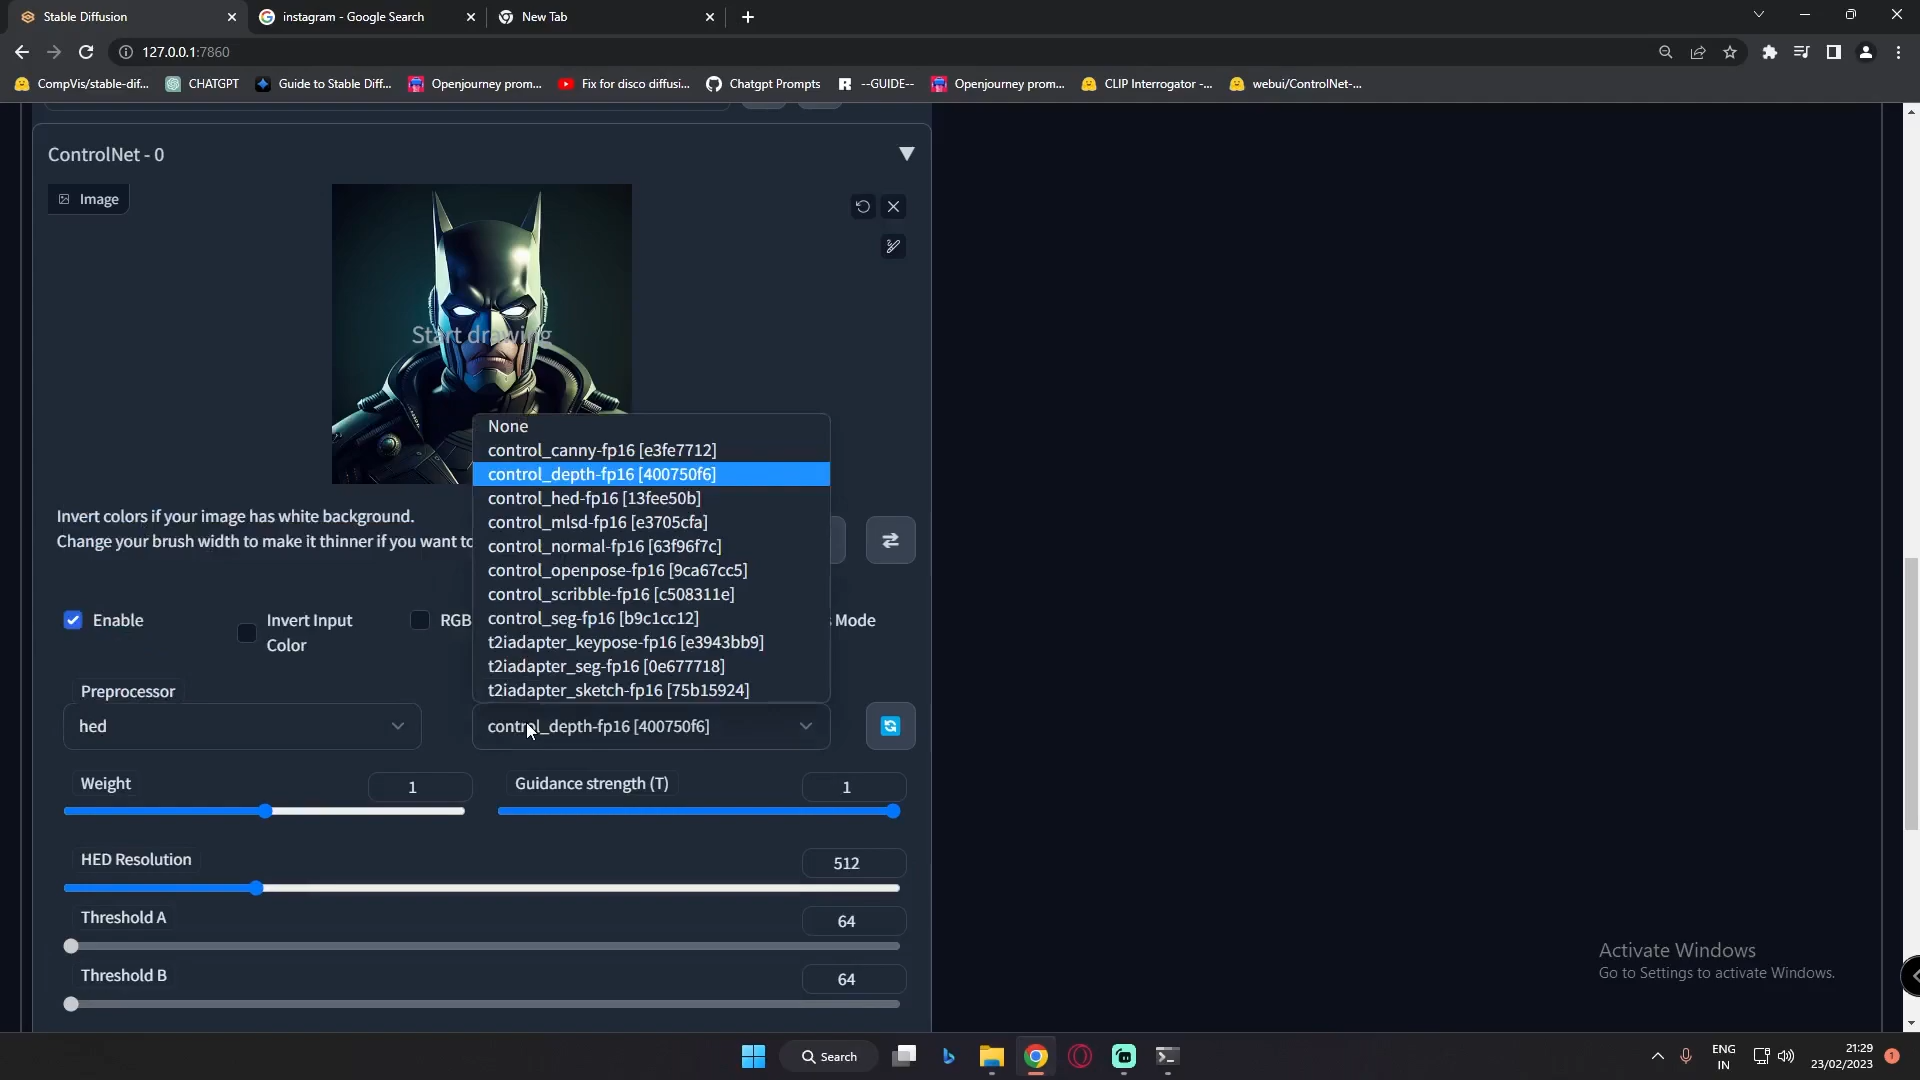 Stable Diffusion
instagram - Google Search
New Tab
127.0.0.1:7860
CompVis/stable-dif...
CHATGPT
Guide to Stable Diff...
Openjourney prom...
Fix for disco diffusi...
Chatgpt Prompts
--GUIDE--
Openjourney prom...
CLIP Interrogator -...
webui/ControlNet-...
ControlNet - 0
Image
Start drawing
None
control_canny-fp16 [e3fe7712]
control_depth-fp16 [400750f6]
control_hed-fp16 [13fee50b]
control_mlsd-fp16 [e3705cfa]
control_normal-fp16 [63f96f7c]
control_openpose-fp16 [9ca67cc5]
control_scribble-fp16 [c508311e]
control_seg-fp16 [b9c1cc12]
t2iadapter_keypose-fp16 [e3943bb9]
t2iadapter_seg-fp16 [0e677718]
t2iadapter_sketch-fp16 [75b15924]
Invert colors if your image has white background.
Change your brush width to make it thinner if you want to
Enable
Invert Input
Color
RGB
Mode
Preprocessor
hed
control_depth-fp16 [400750f6]
Weight
1
Guidance strength (T)
1
HED Resolution
512
Threshold A
64
Threshold B
64
Activate Windows
Go to Settings to activate Windows.
Search
ENG
IN
21:29
23/02/2023
1